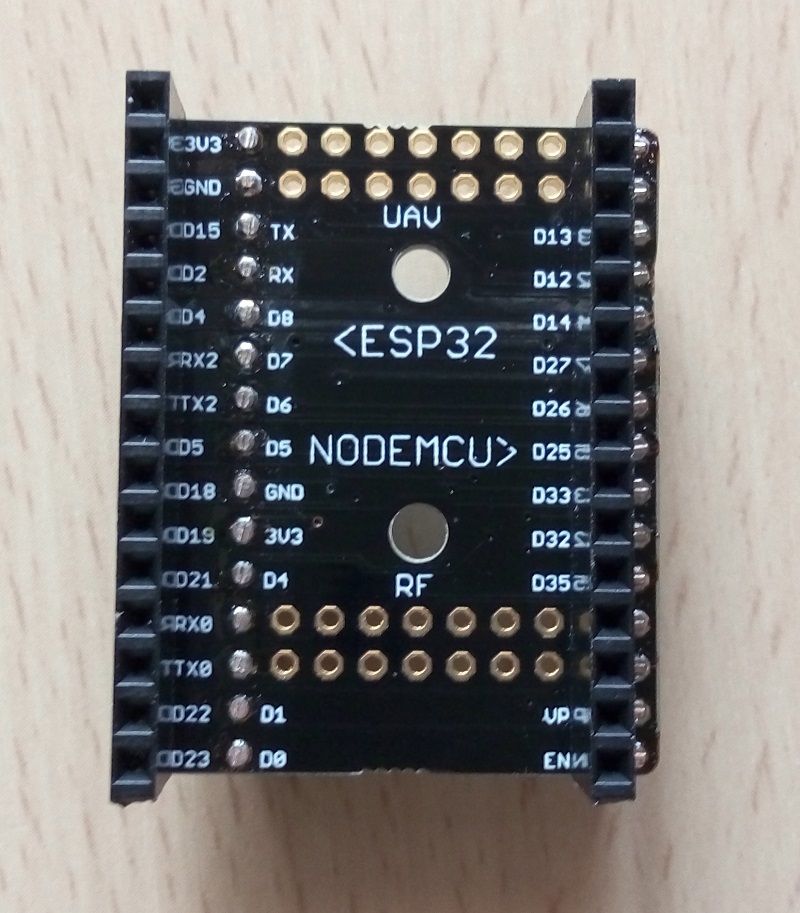 3V3
GND
UAV
D15 TX D13
D2 RX D12
D4 D8 D14
<ESP32
RX2 D7 D27
TX2 D6 D26
D5 D5 NODEMCU> D25
D18 GND D33
D19 3V3 D32
D21 D4 RF D35
RX0
TX0
D22 D1 VP
D23 D0 EN